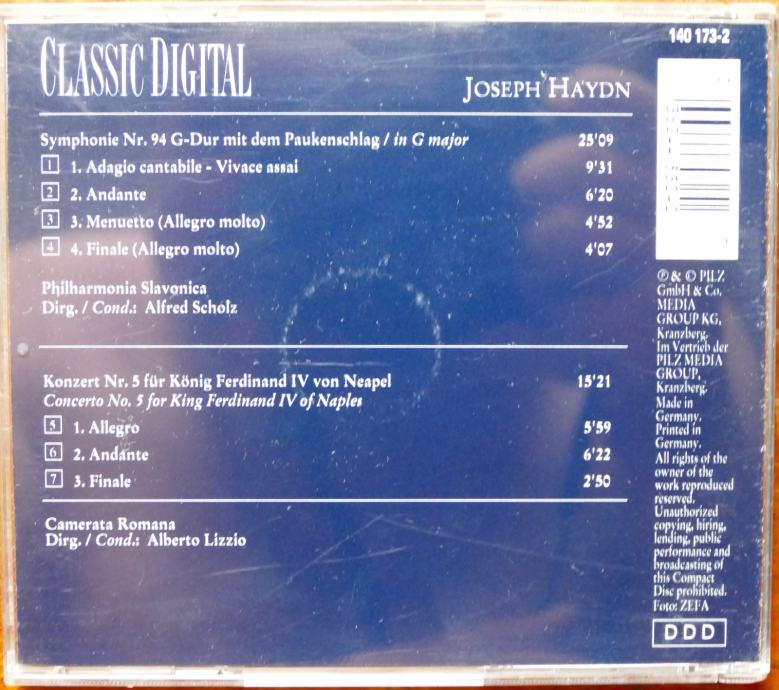 CLASSIC DIGITAL
JOSEPH HAYDN
140 173-2
Symphonie Nr. 94 G-Dur mit dem Paukenschlag / in G major 25'09
1 1. Adagio cantabile - Vivace assai 9'31
2 2. Andante 6'20
3 3. Menuetto (Allegro molto) 4'52
4 4. Finale (Allegro molto) 4'07
Philharmonia Slavonica
Dirg. / Cond.: Alfred Scholz
Konzert Nr. 5 für König Ferdinand IV von Neapel 15'21
Concerto No. 5 for King Ferdinand IV of Naples
5 1. Allegro 5'59
6 2. Andante 6'22
7 3. Finale 2'50
Camerata Romana
Dirg. / Cond.: Alberto Lizzio
℗ & © PILZ
GmbH & Co.
MEDIA
GROUP KG,
Kranzberg.
Im Vertrieb der
PILZ MEDIA
GROUP,
Kranzberg.
Made in
Germany.
Printed in
Germany.
All rights of the
owner of the
work reproduced
reserved.
Unauthorized
copying, hiring,
lending, public
performance and
broadcasting of
this Compact
Disc prohibited.
Foto: ZEFA
DDD